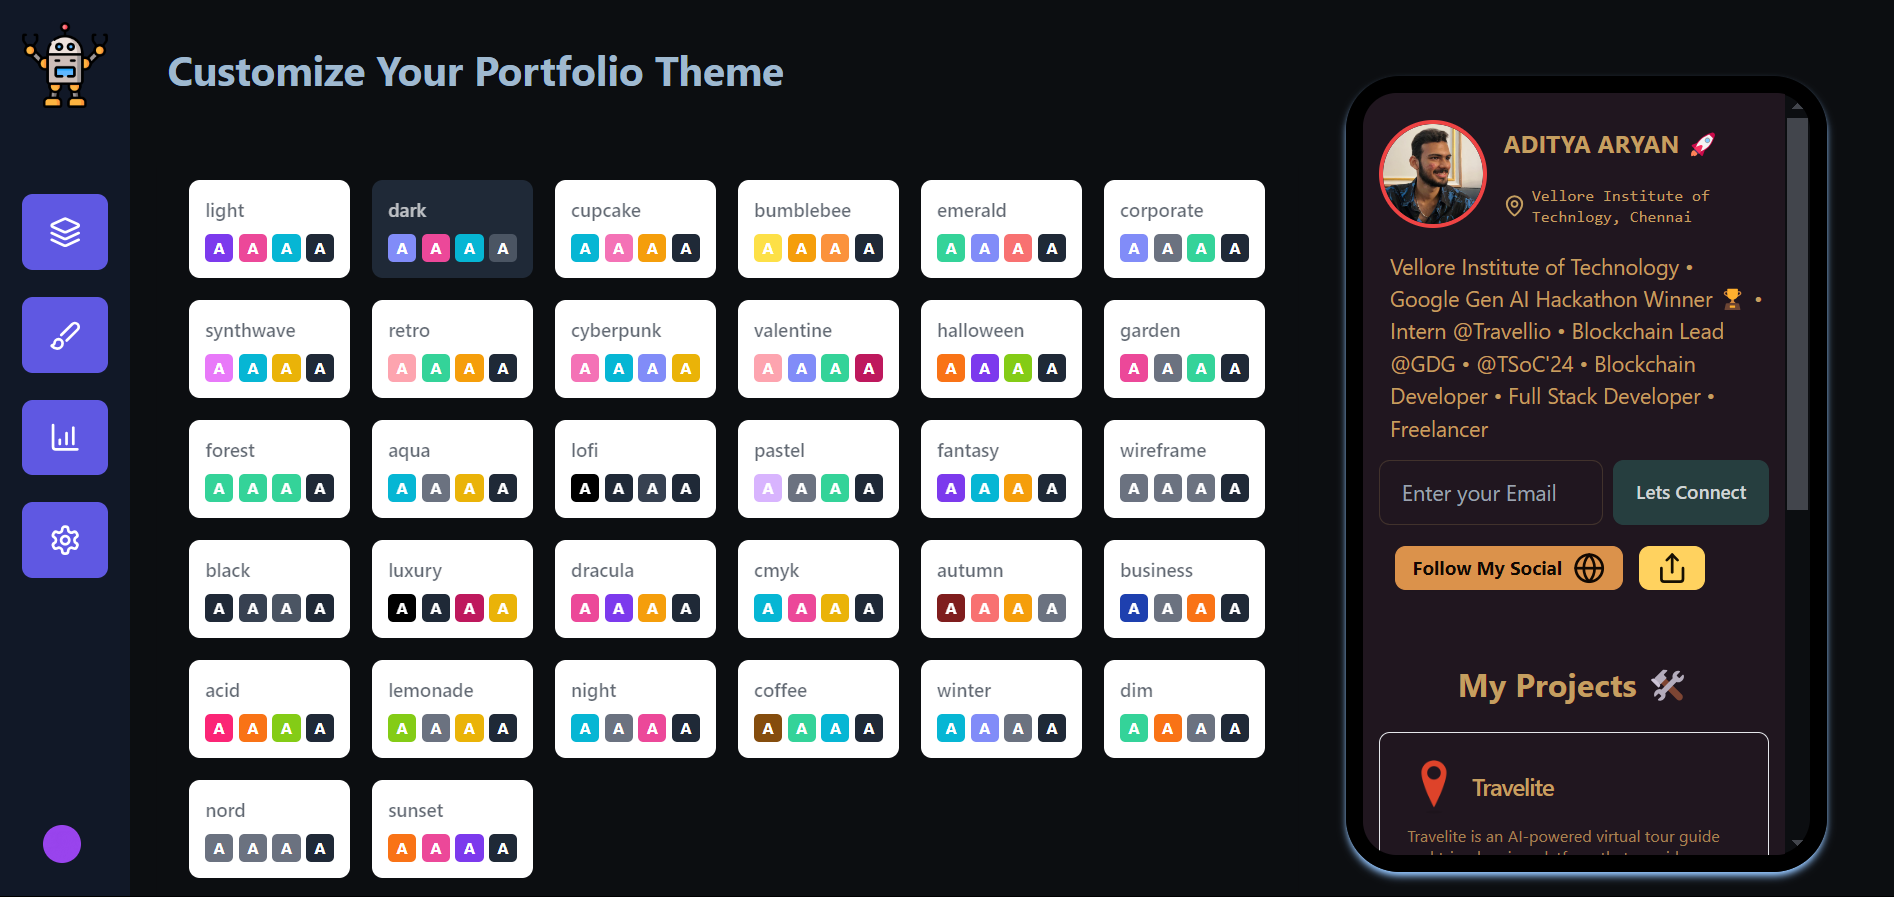 Customize Your Portfolio Theme
light
A A A A
dark
A A A A
cupcake
A A A A
bumblebee
A A A A
emerald
A A A A
corporate
A A A A
synthwave
A A A A
retro
A A A A
cyberpunk
A A A A
valentine
A A A A
halloween
A A A A
garden
A A A A
forest
A A A A
aqua
A A A A
lofi
A A A A
pastel
A A A A
fantasy
A A A A
wireframe
A A A A
black
A A A A
luxury
A A A A
dracula
A A A A
cmyk
A A A A
autumn
A A A A
business
A A A A
acid
A A A A
lemonade
A A A A
night
A A A A
coffee
A A A A
winter
A A A A
dim
A A A A
nord
A A A A
sunset
A A A A
ADITYA ARYAN 🚀
Vellore Institute of
Technlogy, Chennai
Vellore Institute of Technology •
Google Gen AI Hackathon Winner 🏆 •
Intern @Travellio • Blockchain Lead
@GDG • @TSoC'24 • Blockchain
Developer • Full Stack Developer •
Freelancer
Enter your Email
Lets Connect
Follow My Social
My Projects 🛠️
Travelite
Travelite is an AI-powered virtual tour guide